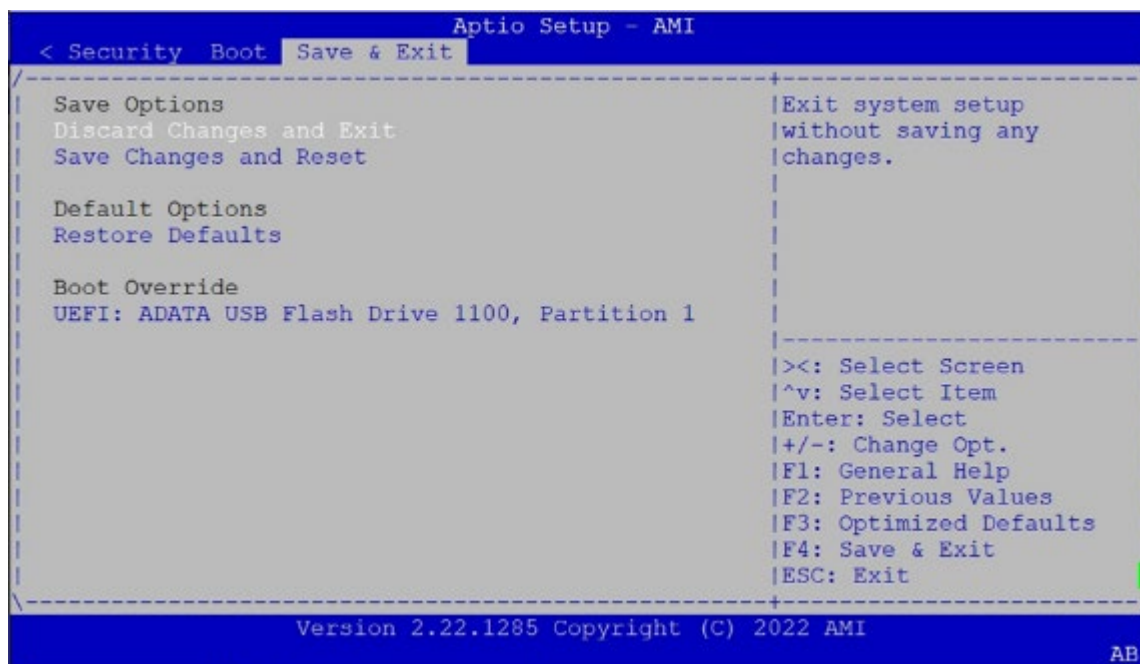 Aptio Setup - AMI
< Security Boot Save & Exit
Save Options
Discard Changes and Exit
Save Changes and Reset
Default Options
Restore Defaults
Boot Override
UEFI: ADATA USB Flash Drive 1100, Partition 1
Exit system setup
without saving any
changes.
><: Select Screen
^v: Select Item
Enter: Select
+/-: Change Opt.
F1: General Help
F2: Previous Values
F3: Optimized Defaults
F4: Save & Exit
ESC: Exit
Version 2.22.1285 Copyright (C) 2022 AMI
AB